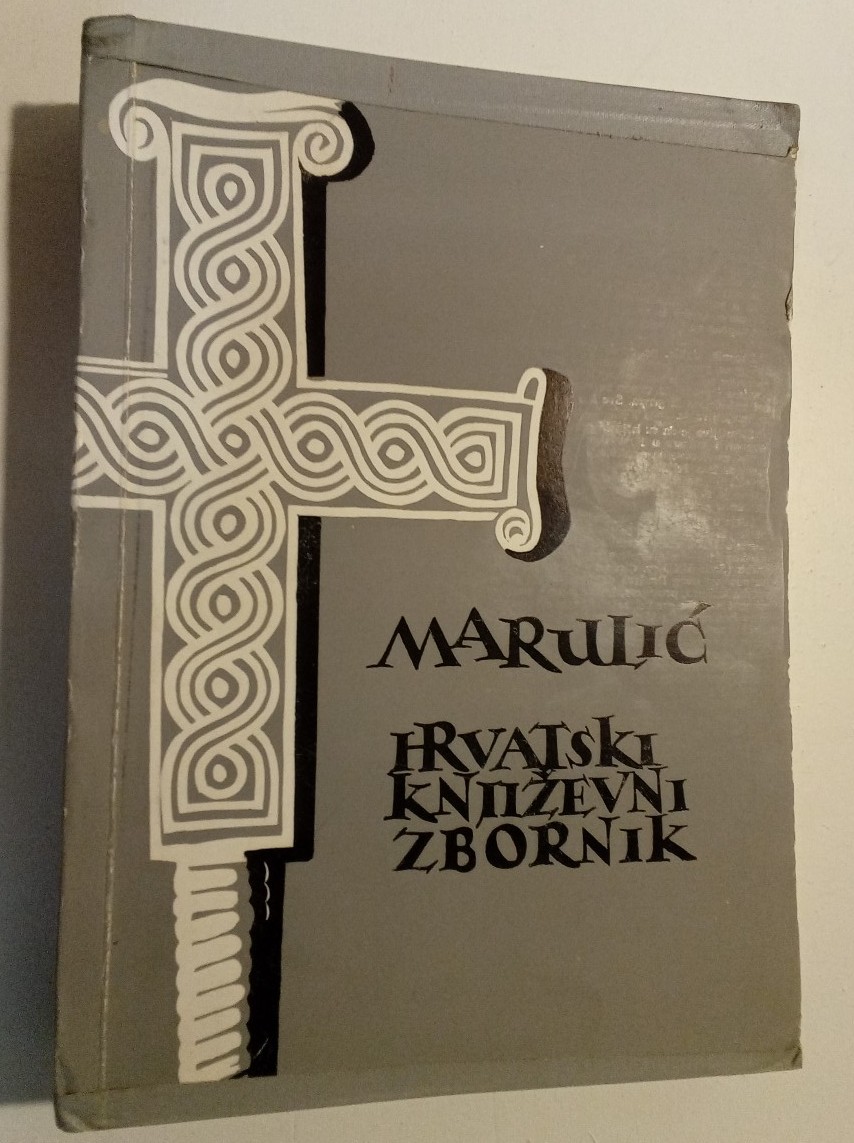 MARULIĆ
HRVATSKI
KNJIŽEVNI
ZBORNIK